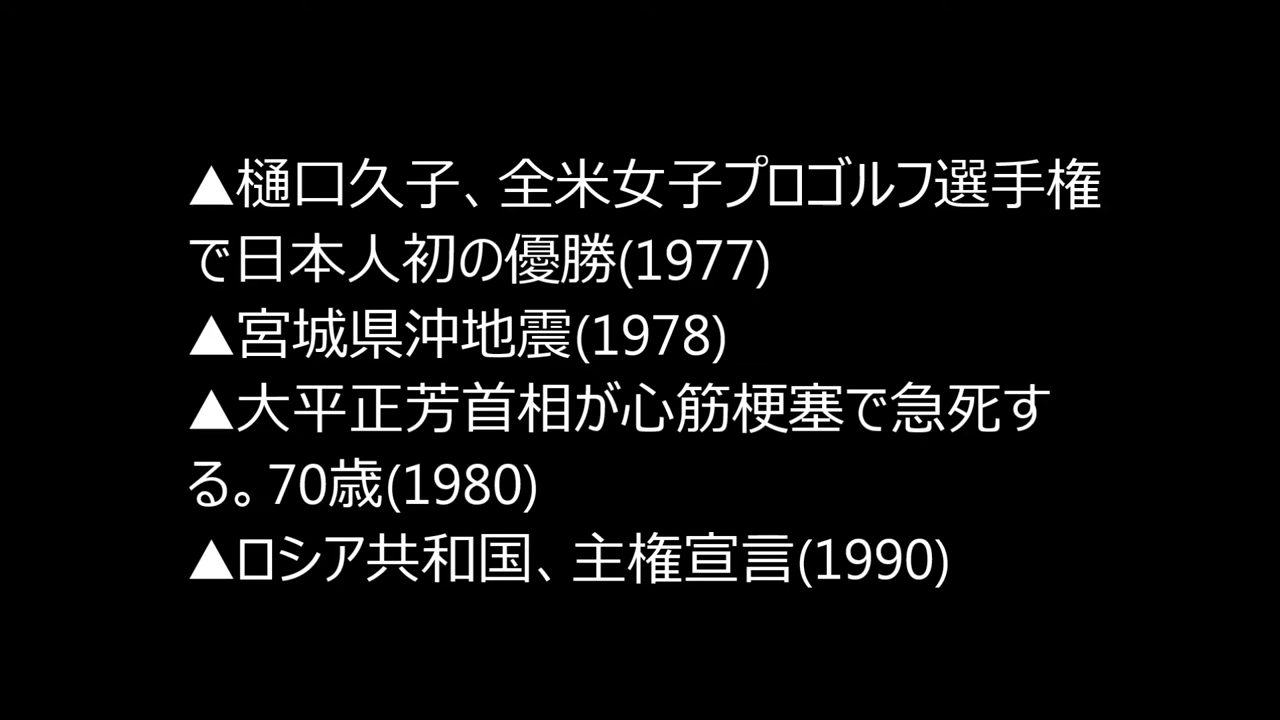 ▲樋口久子、全米女子プロゴルフ選手権
で日本人初の優勝(1977)
▲宮城県沖地震(1978)
▲大平正芳首相が心筋梗塞で急死す
る。70歳(1980)
▲ロシア共和国、主権宣言(1990)